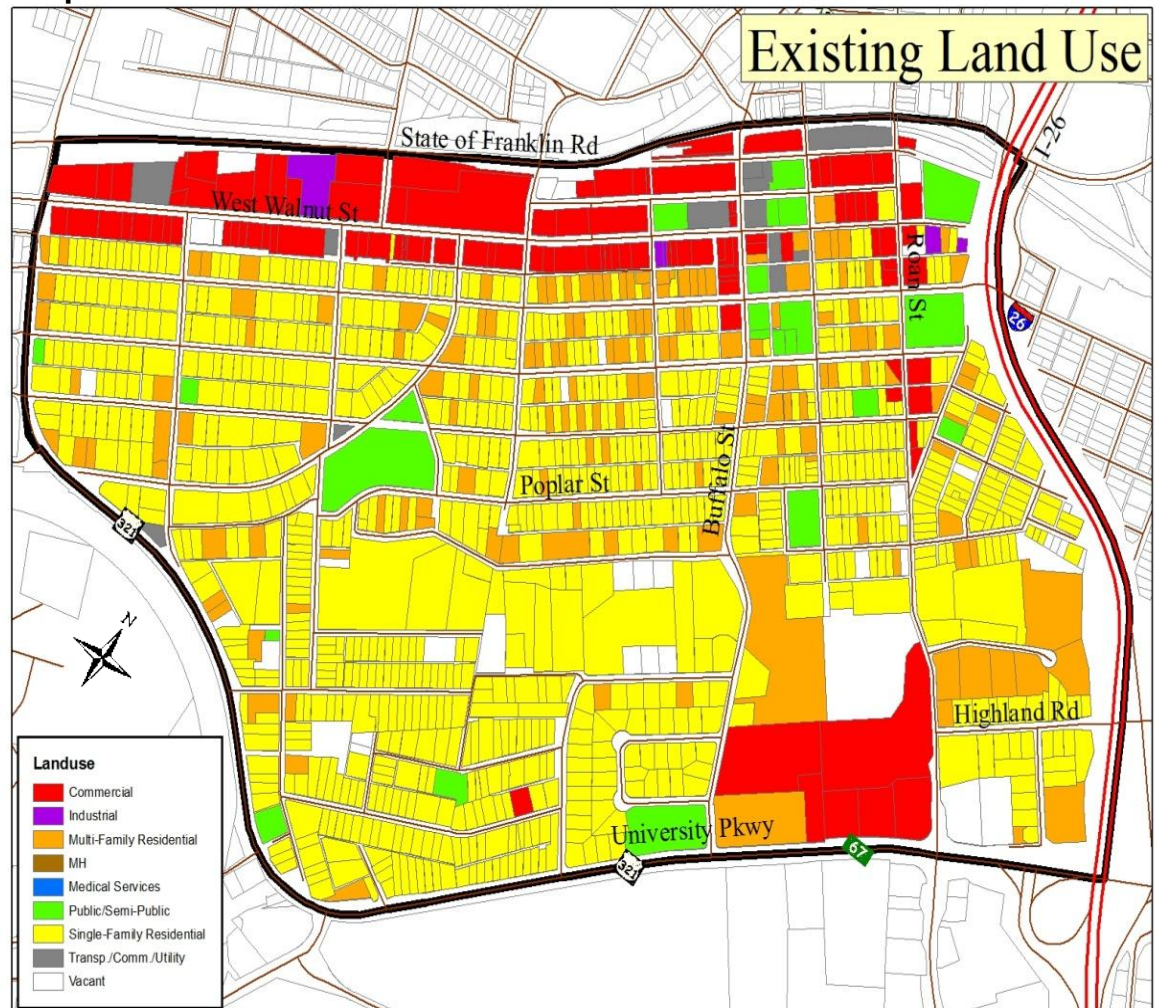 Existing Land Use
State of Franklin Rd
I-26
West Walnut St
Roan St
26
Buffalo St
Poplar St
321
N
Highland Rd
University Pkwy
67
321
Landuse
Commercial
Industrial
Multi-Family Residential
MH
Medical Services
Public/Semi-Public
Single-Family Residential
Transp./Comm./Utility
Vacant